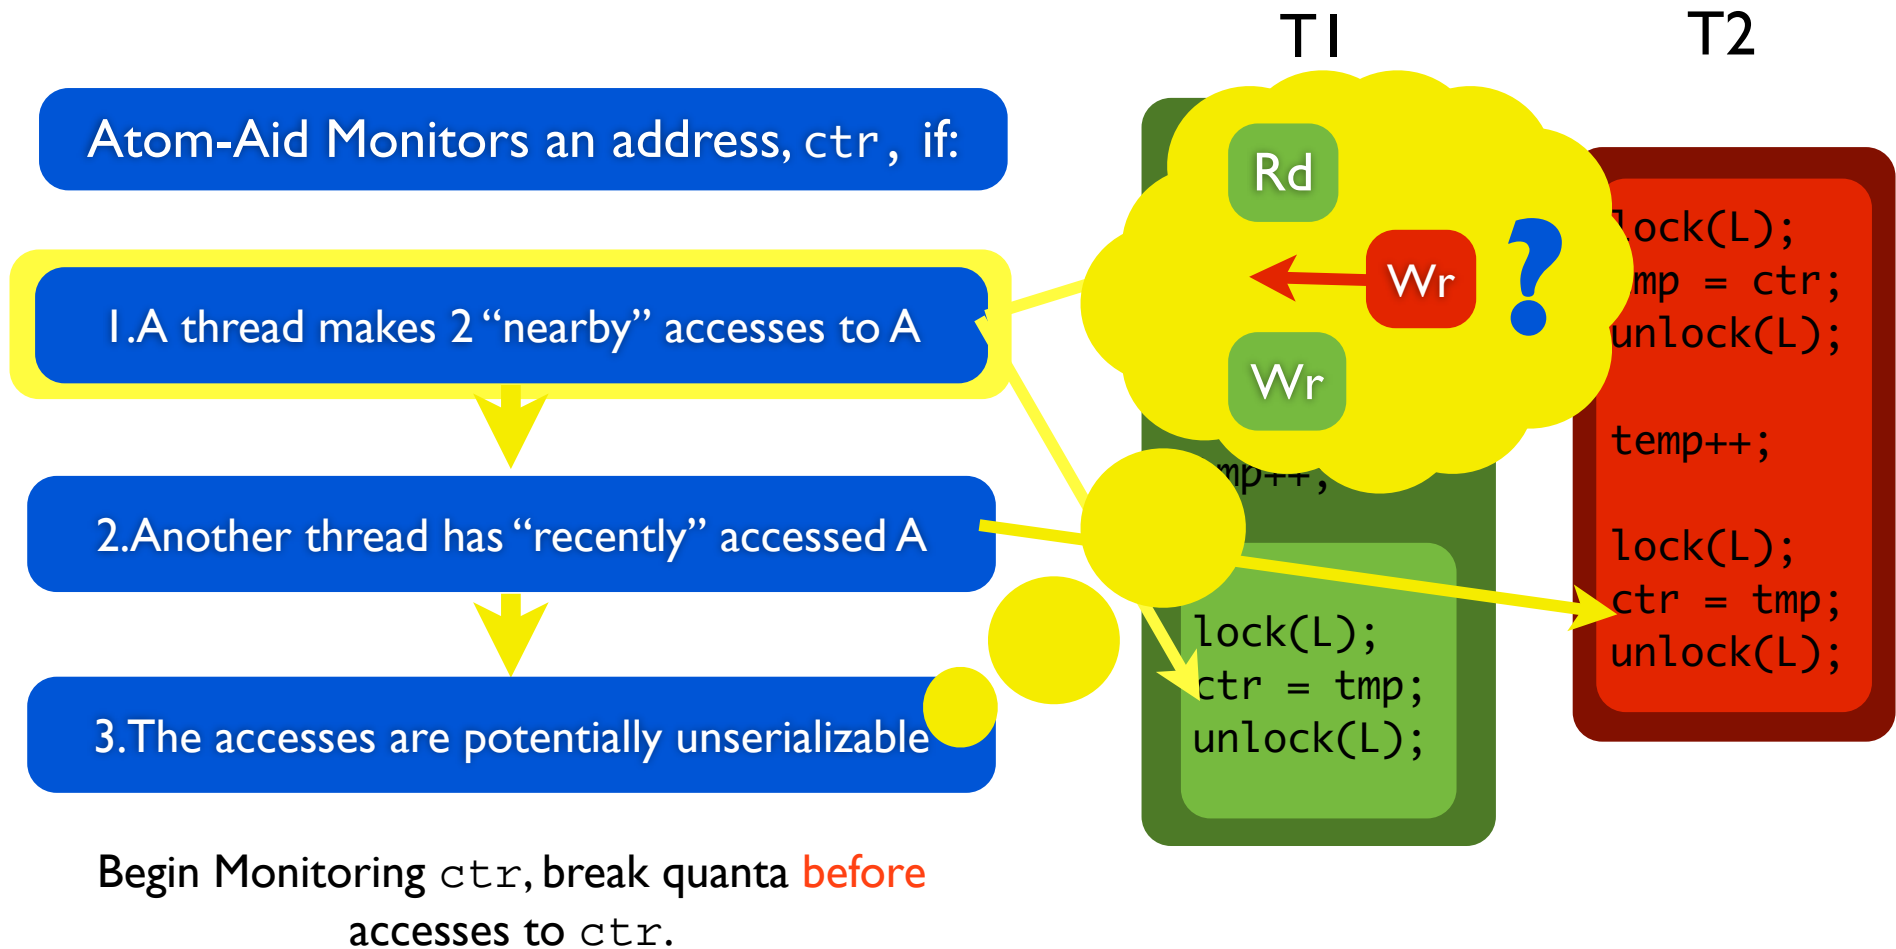 T1
T2
Atom-Aid Monitors an address, ctr, if:
1.A thread makes 2 “nearby” accesses to A
2.Another thread has “recently” accessed A
3.The accesses are potentially unserializable
Begin Monitoring ctr, break quanta before
accesses to ctr.
Rd
Wr
?
Wr
lock(L);
ctr = tmp;
unlock(L);
= ctr;
unlock(L);
temp++;
lock(L);
ctr = tmp;
unlock(L);